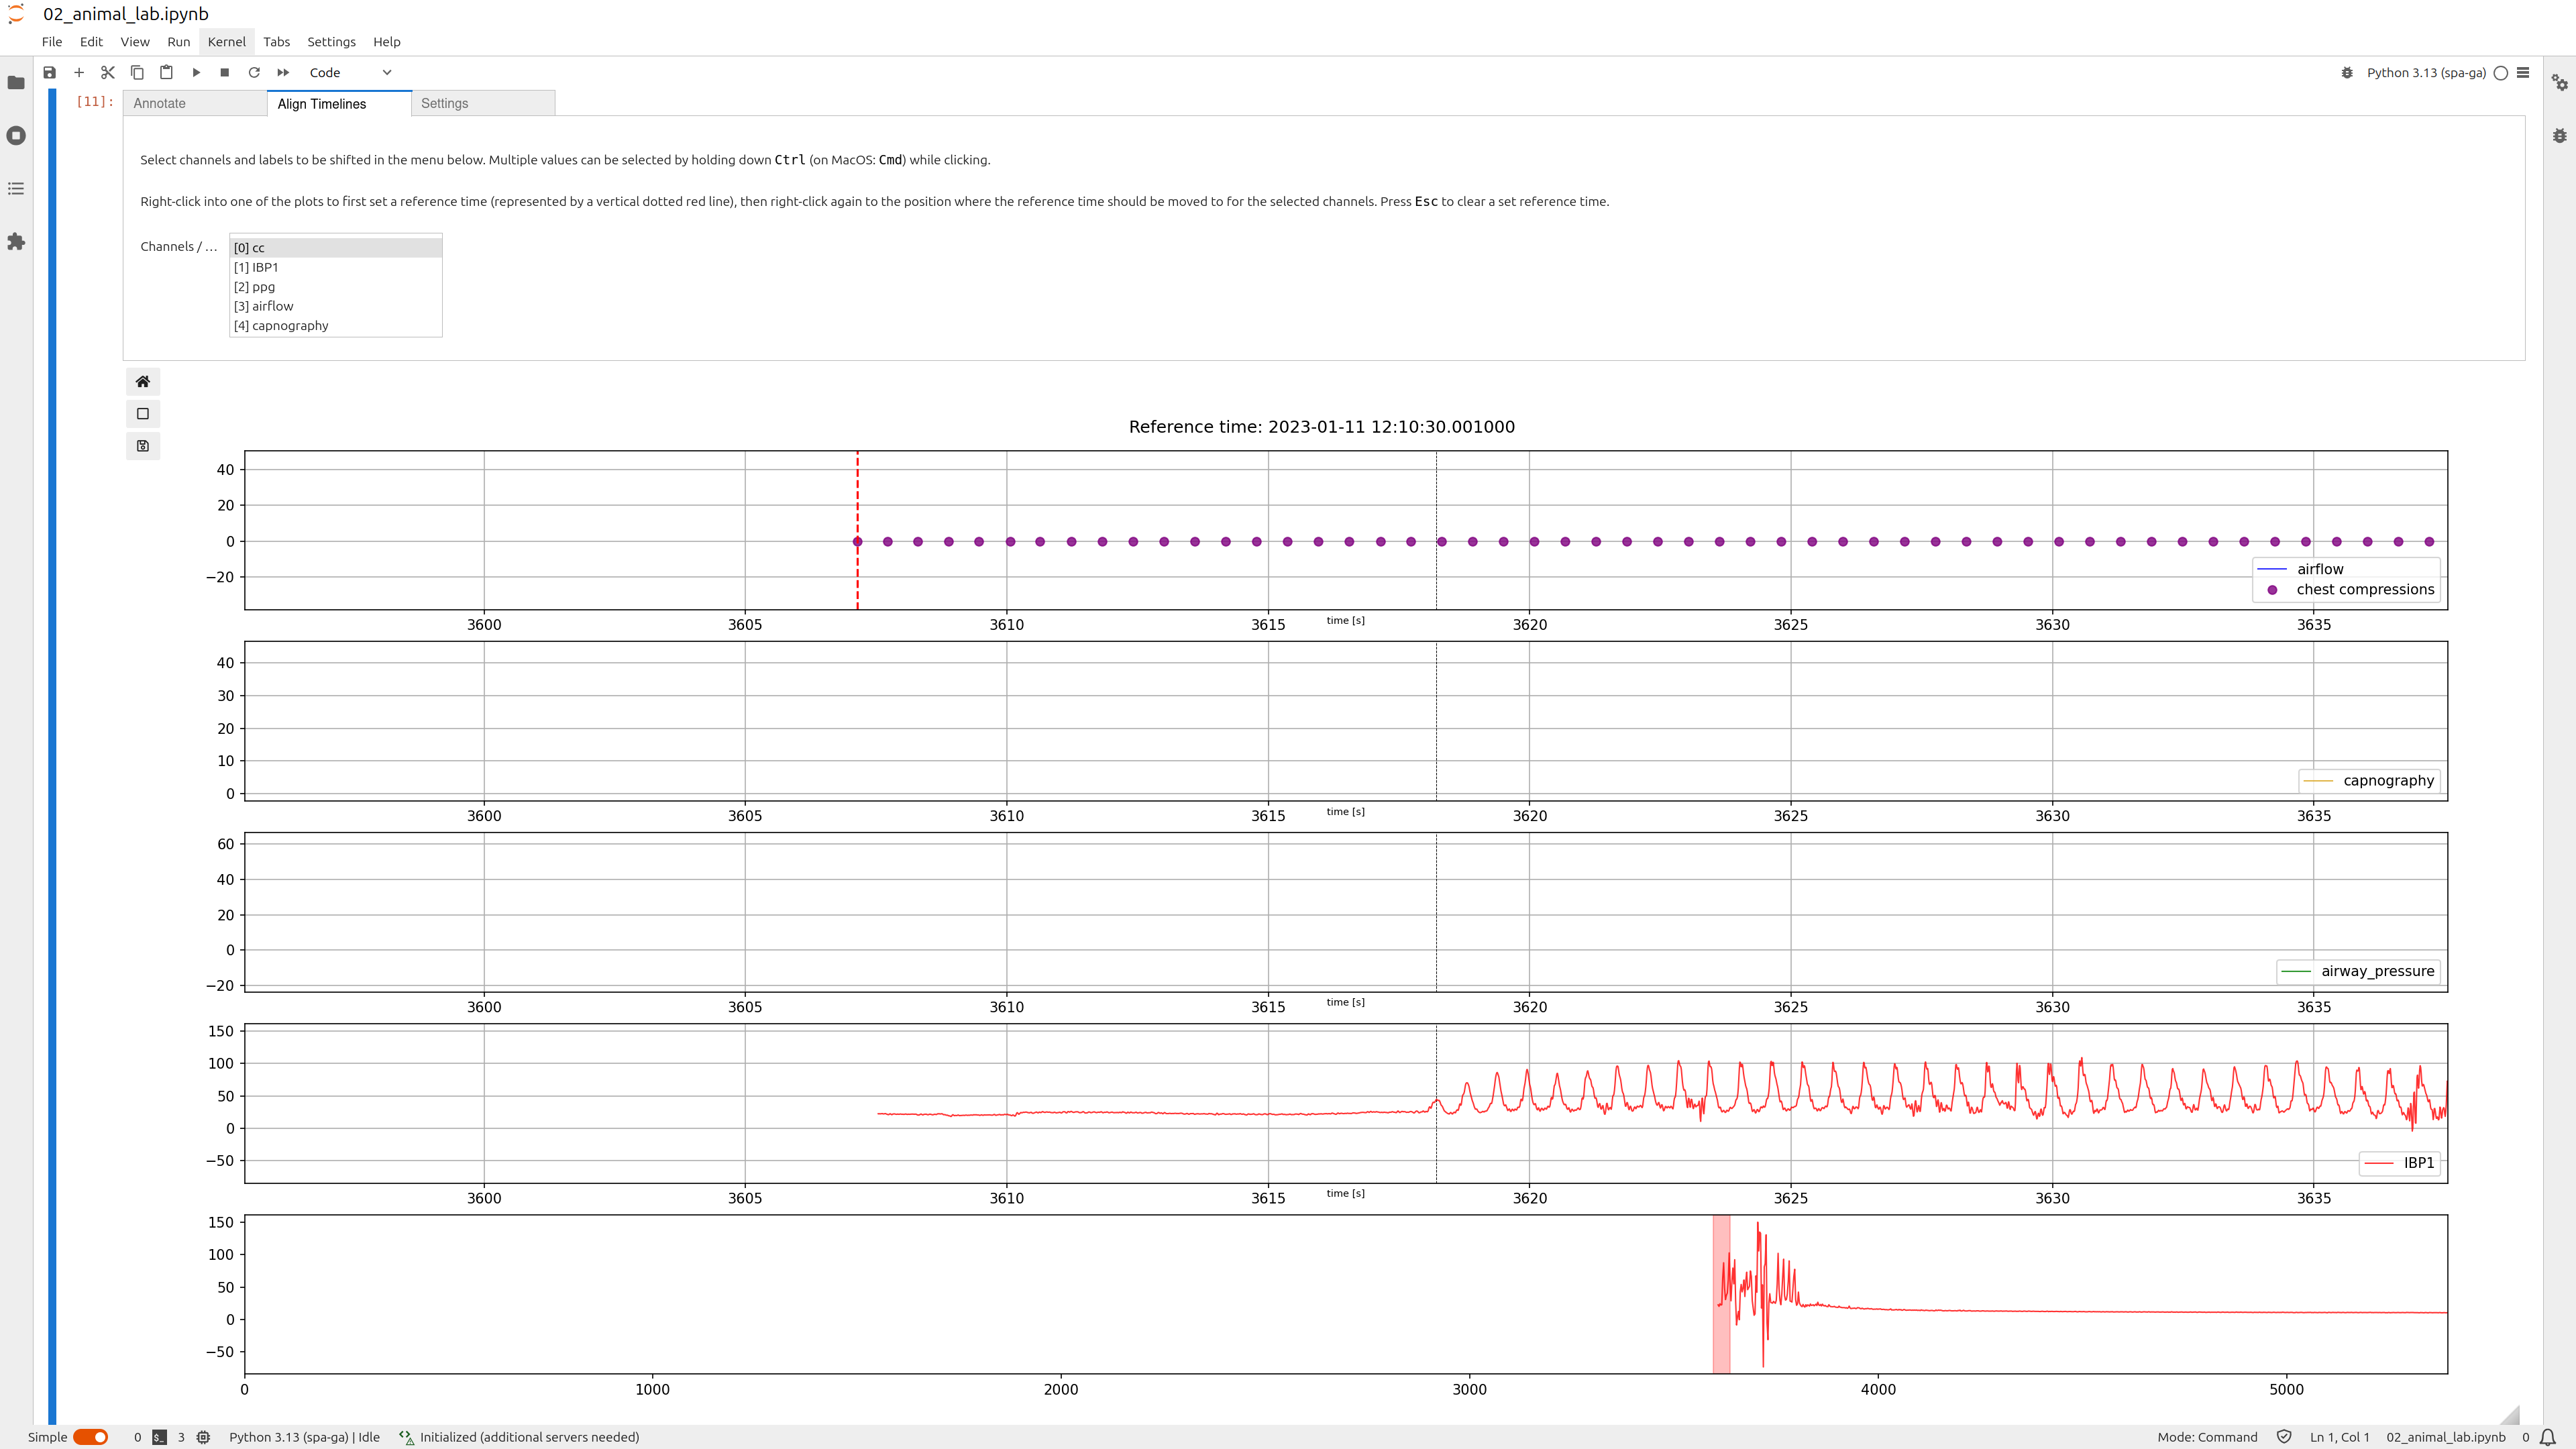 02_animal_lab.ipynb
File Edit View Run Kernel Tabs Settings Help
Code
Python 3.13 (spa-ga)
[11]:
Annotate Align Timelines Settings
Select channels and labels to be shifted in the menu below. Multiple values can be selected by holding down Ctrl (on MacOS: Cmd) while clicking.
Right-click into one of the plots to first set a reference time (represented by a vertical dotted red line), then right-click again to the position where the reference time should be moved to for the selected channels. Press Esc to clear a set reference time.
Channels / …
[0] cc
[1] IBP1
[2] ppg
[3] airflow
[4] capnography
Reference time: 2023-01-11 12:10:30.001000
40
20
0
−20
airflow
chest compressions
3600 3605 3610 3615 3620 3625 3630 3635
time [s]
40
30
20
10
0
capnography
3600 3605 3610 3615 3620 3625 3630 3635
time [s]
60
40
20
0
−20
airway_pressure
3600 3605 3610 3615 3620 3625 3630 3635
time [s]
150
100
50
0
−50
IBP1
3600 3605 3610 3615 3620 3625 3630 3635
time [s]
150
100
50
0
−50
0 1000 2000 3000 4000 5000
Simple 0 $_ 3 Python 3.13 (spa-ga) | Idle Initialized (additional servers needed) Mode: Command Ln 1, Col 1 02_animal_lab.ipynb 0